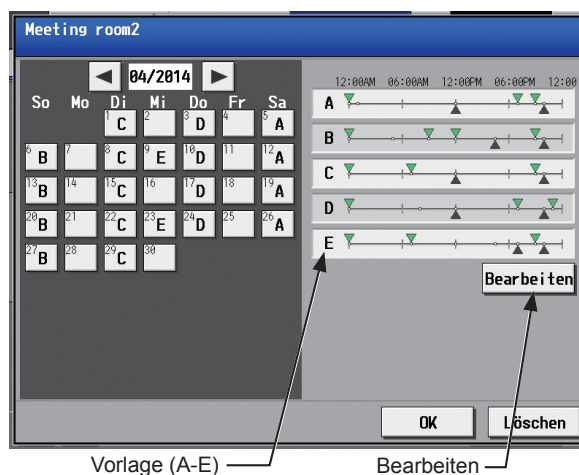 Meeting room2
04/2014
12:00AM 06:00AM 12:00PM 06:00PM 12:00
So Mo Di Mi Do Fr Sa
1 C 2 3 D 4 5 A
6 B 7 8 C 9 E 10 D 11 12 A
13 B 14 15 C 16 17 D 18 19 A
20 B 21 22 C 23 E 24 D 25 26 A
27 B 28 29 C 30
A
B
C
D
E
Bearbeiten
OK Löschen
Vorlage (A-E) Bearbeiten